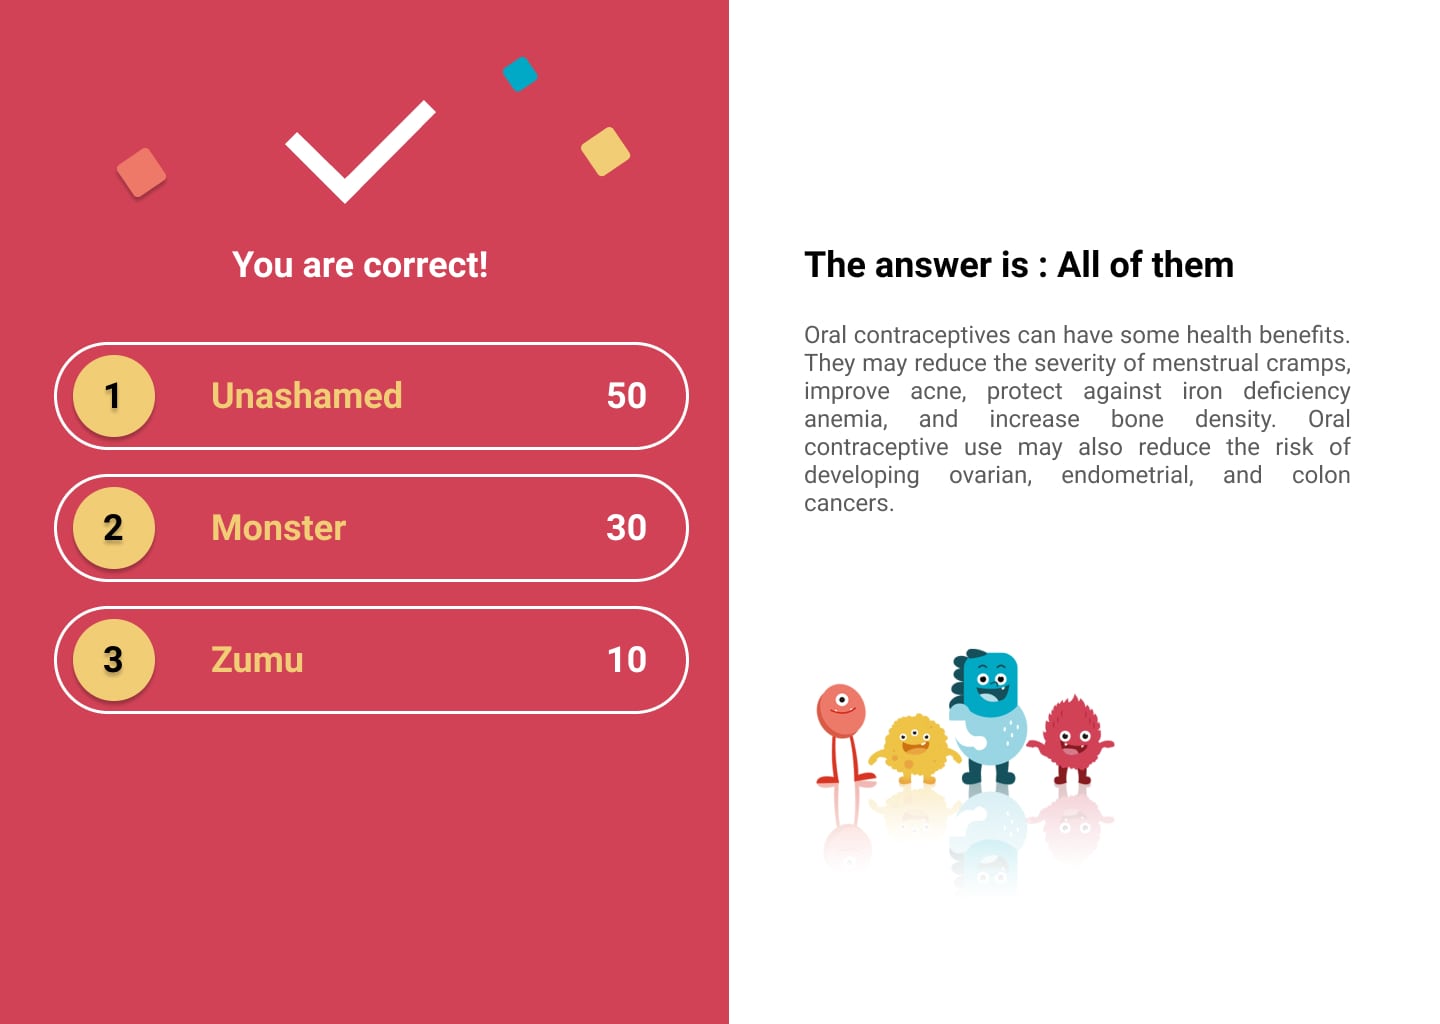 You are correct!
1 Unashamed 50
2 Monster 30
3 Zumu 10
The answer is : All of them
Oral contraceptives can have some health benefits.
They may reduce the severity of menstrual cramps,
improve acne, protect against iron deficiency
anemia, and increase bone density. Oral
contraceptive use may also reduce the risk of
developing ovarian, endometrial, and colon
cancers.